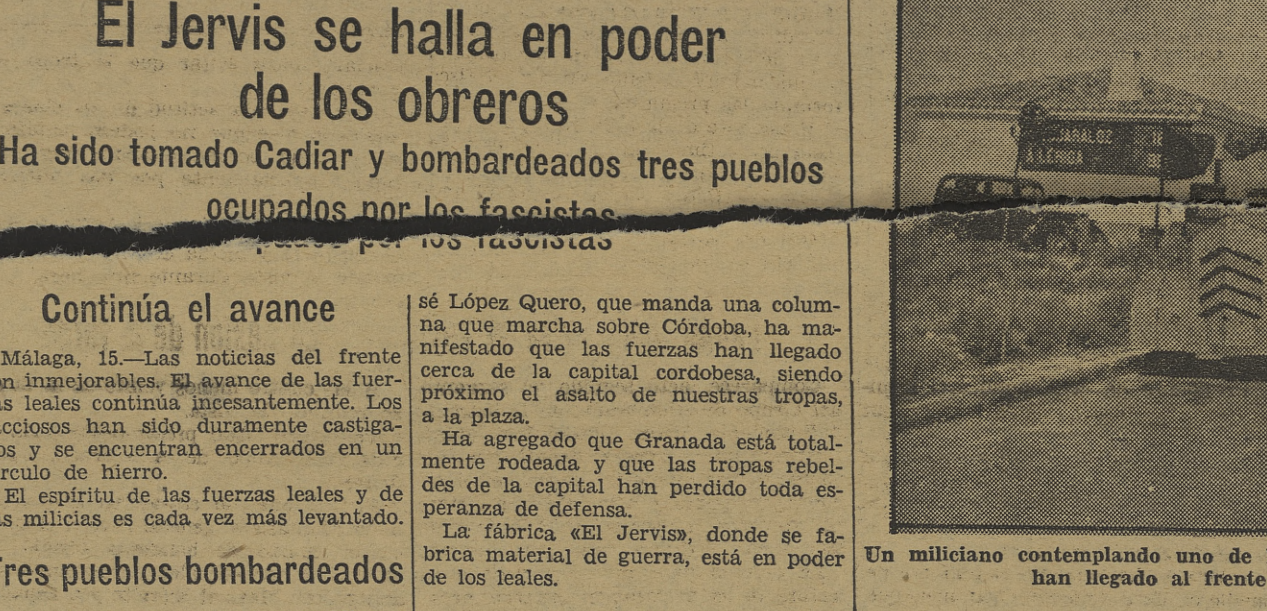 El Jervis se halla en poder
de los obreros
Ha sido tomado Cadiar y bombardeados tres pueblos
ocupados por los fascistas
Continúa el avance
Málaga, 15.—Las noticias del frente
n inmejorables. El avance de las fuer-
s leales continúa incesantemente. Los
cciosos han sido duramente castiga-
os y se encuentran encerrados en un
rculo de hierro.
El espíritu de las fuerzas leales y de
s milicias es cada vez más levantado.
res pueblos bombardeados
sé López Quero, que manda una colum-
na que marcha sobre Córdoba, ha ma-
nifestado que las fuerzas han llegado
cerca de la capital cordobesa, siendo
próximo el asalto de nuestras tropas,
a la plaza.
Ha agregado que Granada está total-
mente rodeada y que las tropas rebel-
des de la capital han perdido toda es-
peranza de defensa.
La fábrica «El Jervis», donde se fa-
brica material de guerra, está en poder
de los leales.
Un miliciano contemplando uno de
han llegado al frente